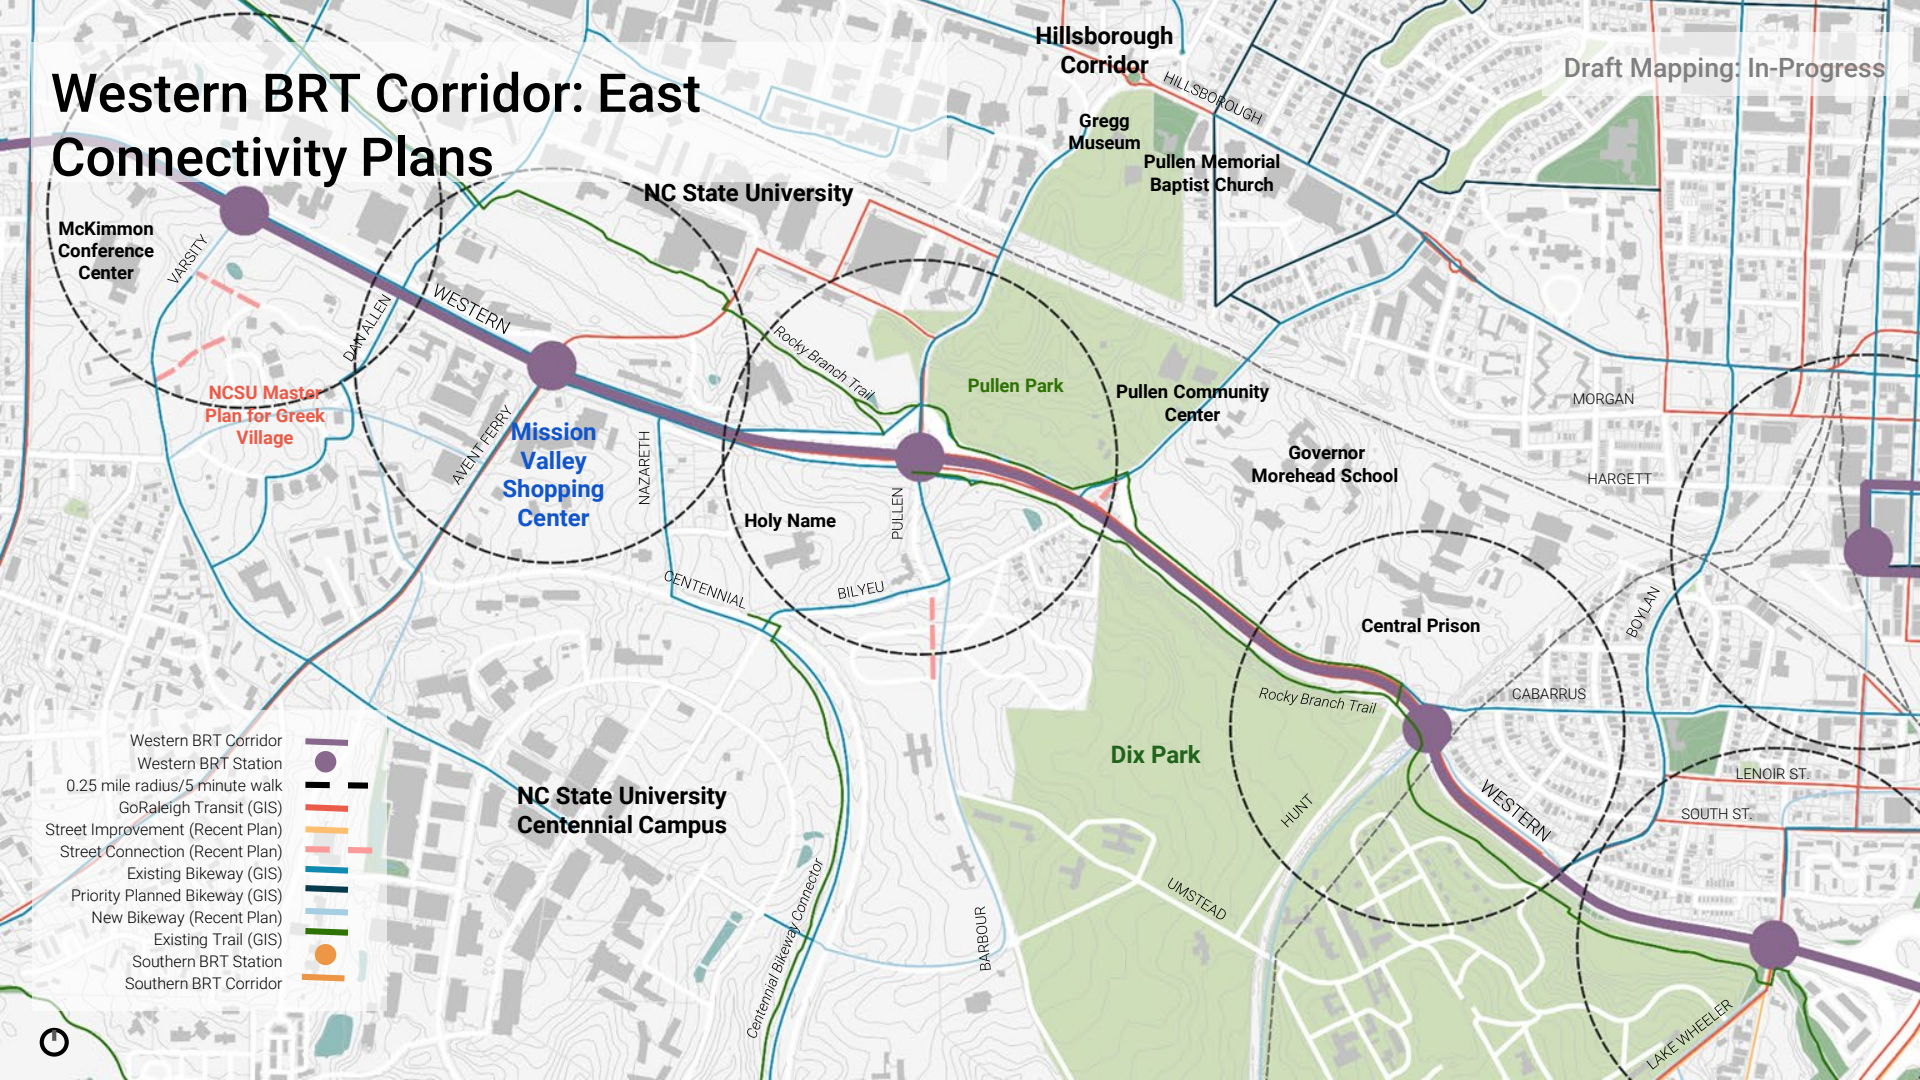 Western BRT Corridor: East
Connectivity Plans
Draft Mapping: In-Progress
Hillsborough
Corridor
HILLSBOROUGH
Gregg
Museum
Pullen Memorial
Baptist Church
NC State University
McKimmon
Conference
Center
VARSITY
DAN ALLEN
WESTERN
Rocky Branch Trail
Pullen Park
Pullen Community
Center
MORGAN
NCSU Master
Plan for Greek
Village
AVENT FERRY
Mission
Valley
Shopping
Center
NAZARETH
Holy Name
PULLEN
Governor
Morehead School
HARGETT
CENTENNIAL
BILYEU
BOYLAN
Central Prison
Rocky Branch Trail
CABARRUS
Dix Park
HUNT
WESTERN
LENOIR ST.
SOUTH ST.
NC State University
Centennial Campus
UMSTEAD
BARBOUR
Centennial Bikeway Connector
LAKE WHEELER
Western BRT Corridor
Western BRT Station
0.25 mile radius/5 minute walk
GoRaleigh Transit (GIS)
Street Improvement (Recent Plan)
Street Connection (Recent Plan)
Existing Bikeway (GIS)
Priority Planned Bikeway (GIS)
New Bikeway (Recent Plan)
Existing Trail (GIS)
Southern BRT Station
Southern BRT Corridor